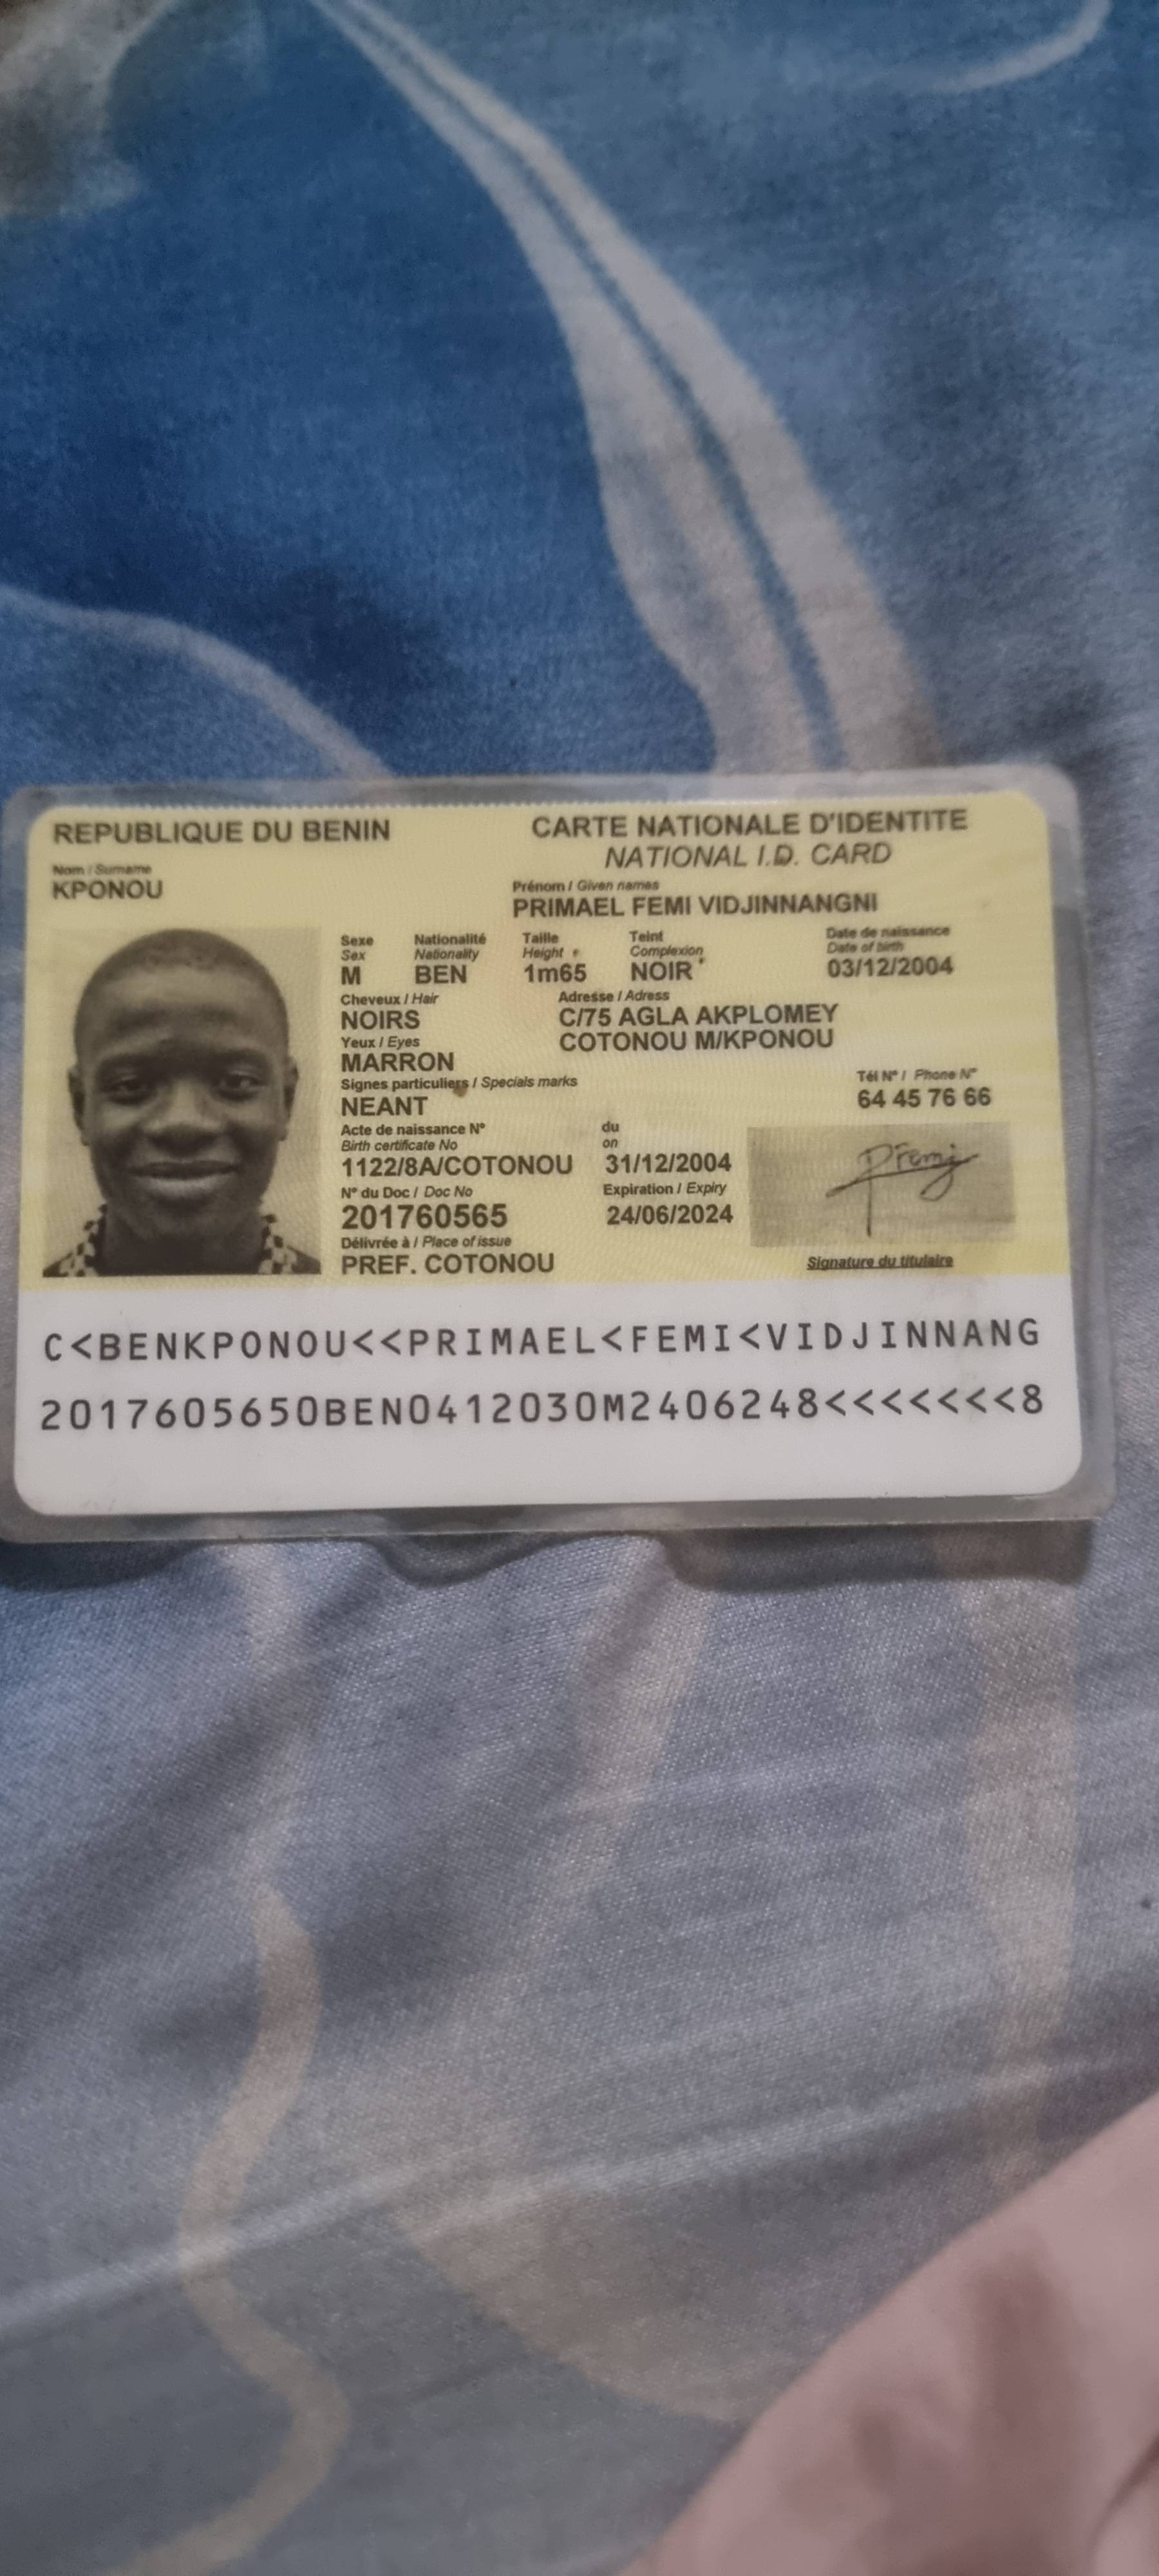 REPUBLIQUE DU BENIN
CARTE NATIONALE D'IDENTITE
NATIONAL I.D. CARD
Nom / Surname
KPONOU
Prénom / Given names
PRIMAEL FEMI VIDJINNANGNI
Sexe Nationalité Taille Teint Date de naissance
Sex Nationality Height Complexion Date of birth
M BEN 1m65 NOIR 03/12/2004
Cheveux / Hair Adresse / Adress
NOIRS C/75 AGLA AKPLOMEY
Yeux / Eyes COTONOU M/KPONOU
MARRON
Signes particuliers / Specials marks Tél N° / Phone N°
NEANT 64 45 76 66
Acte de naissance N° du
Birth certificate No on
1122/8A/COTONOU 31/12/2004
N° du Doc / Doc No Expiration / Expiry
201760565 24/06/2024
Délivrée à / Place of issue
PREF. COTONOU
Signature du titulaire
C<BENKPONOU<<PRIMAEL<FEMI<VIDJINNANG
2017605650BEN0412030M2406248<<<<<<<8